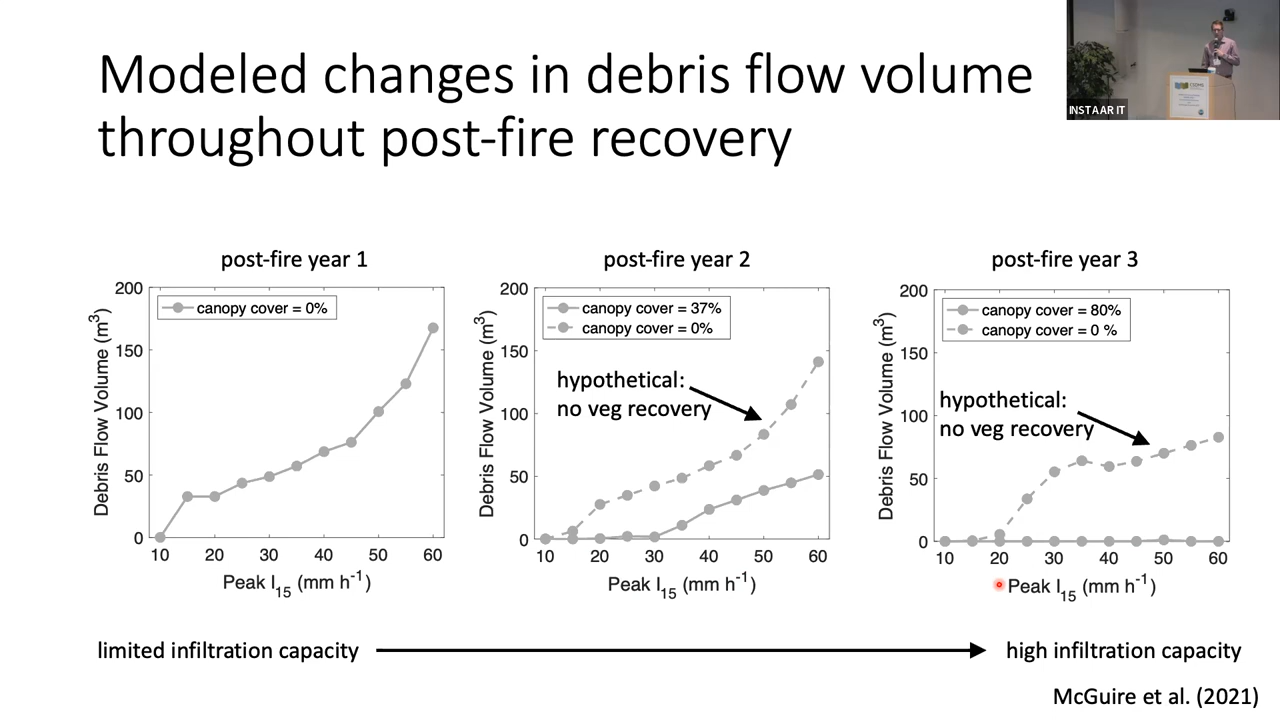 Modeled changes in debris flow volume
throughout post-fire recovery
INSTAAR IT
post-fire year 1
200
150
100
50
0
Debris Flow Volume (m³)
canopy cover = 0%
10 20 30 40 50 60
Peak I₁₅ (mm h⁻¹)
post-fire year 2
200
150
100
50
0
Debris Flow Volume (m³)
canopy cover = 37%
canopy cover = 0%
hypothetical:
no veg recovery
10 20 30 40 50 60
Peak I₁₅ (mm h⁻¹)
post-fire year 3
200
150
100
50
0
Debris Flow Volume (m³)
canopy cover = 80%
canopy cover = 0 %
hypothetical:
no veg recovery
10 20 30 40 50 60
Peak I₁₅ (mm h⁻¹)
limited infiltration capacity
high infiltration capacity
McGuire et al. (2021)